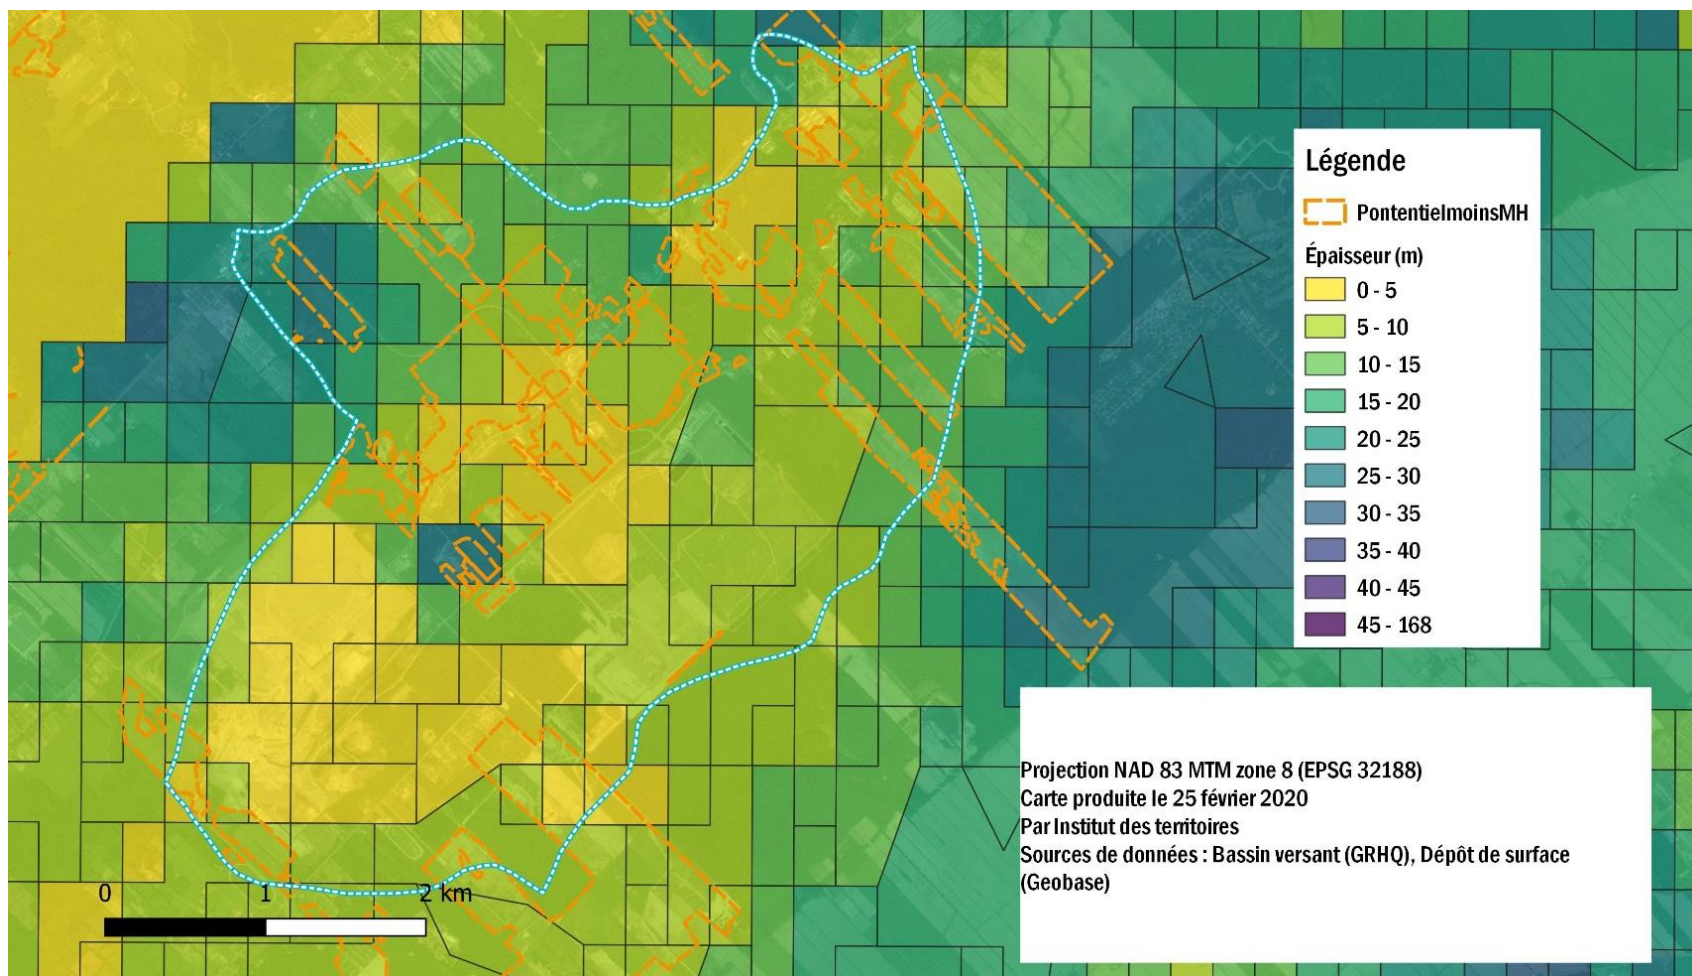 Légende
PontentielmoinsMH
Épaisseur (m)
0 - 5
5 - 10
10 - 15
15 - 20
20 - 25
25 - 30
30 - 35
35 - 40
40 - 45
45 - 168
Projection NAD 83 MTM zone 8 (EPSG 32188)
Carte produite le 25 février 2020
Par Institut des territoires
Sources de données : Bassin versant (GRHQ), Dépôt de surface
(Geobase)
0 1 2 km